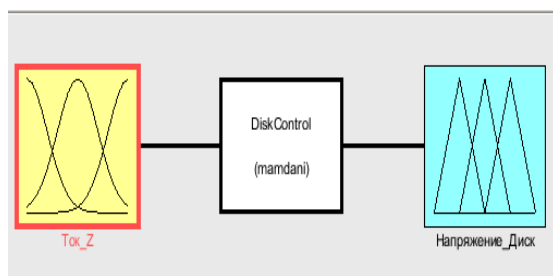 DiskControl
(mamdani)
Ток_Z
Напряжение_Диск